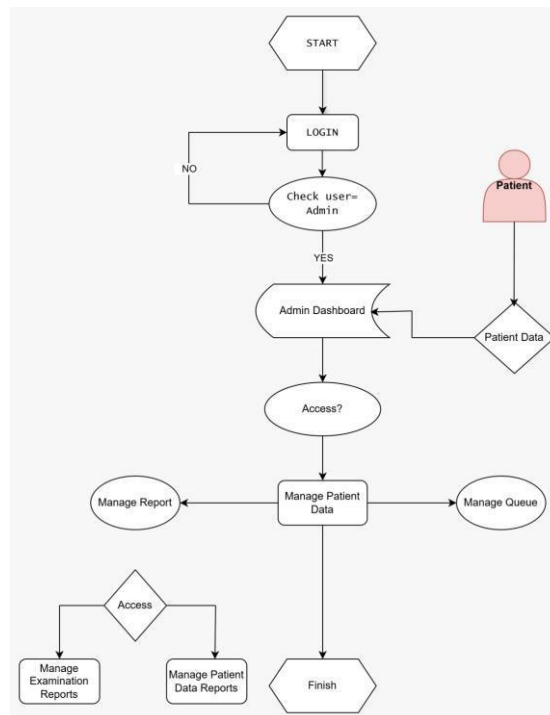 START
LOGIN
NO
Check user=
Admin
Patient
YES
Admin Dashboard
Patient Data
Access?
Manage Report
Manage Patient
Data
Manage Queue
Access
Manage
Examination
Reports
Manage Patient
Data Reports
Finish